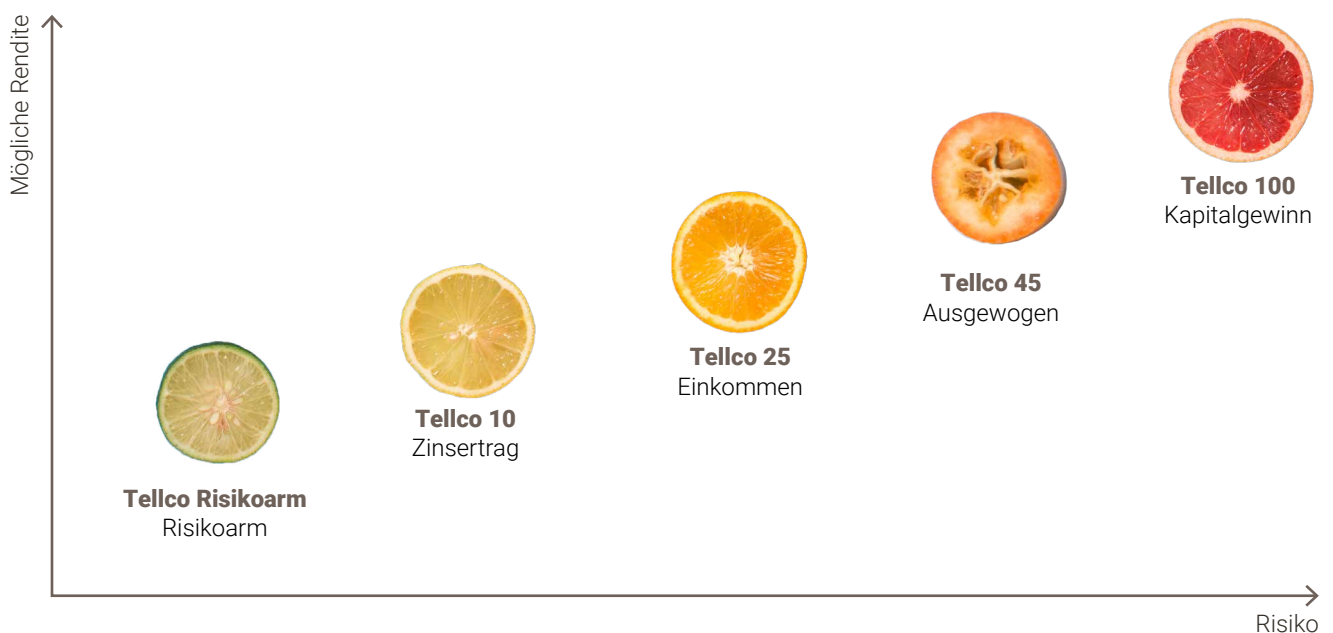 Mögliche Rendite
Tellco 100
Kapitalgewinn
Tellco 45
Ausgewogen
Tellco 25
Einkommen
Tellco 10
Zinsertrag
Tellco Risikoarm
Risikoarm
Risiko